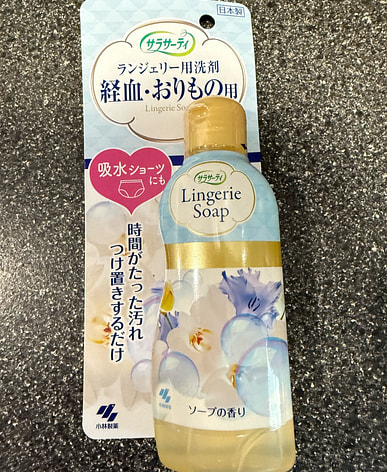 日本製
サラサーティ
ランジェリー用洗剤
経血・おりもの用
Lingerie Soap
吸水ショーツ
にも
時間がたった汚れ
つけ置きするだけ
小林製薬
サラサーティ
Lingerie
Soap
ソープの香り